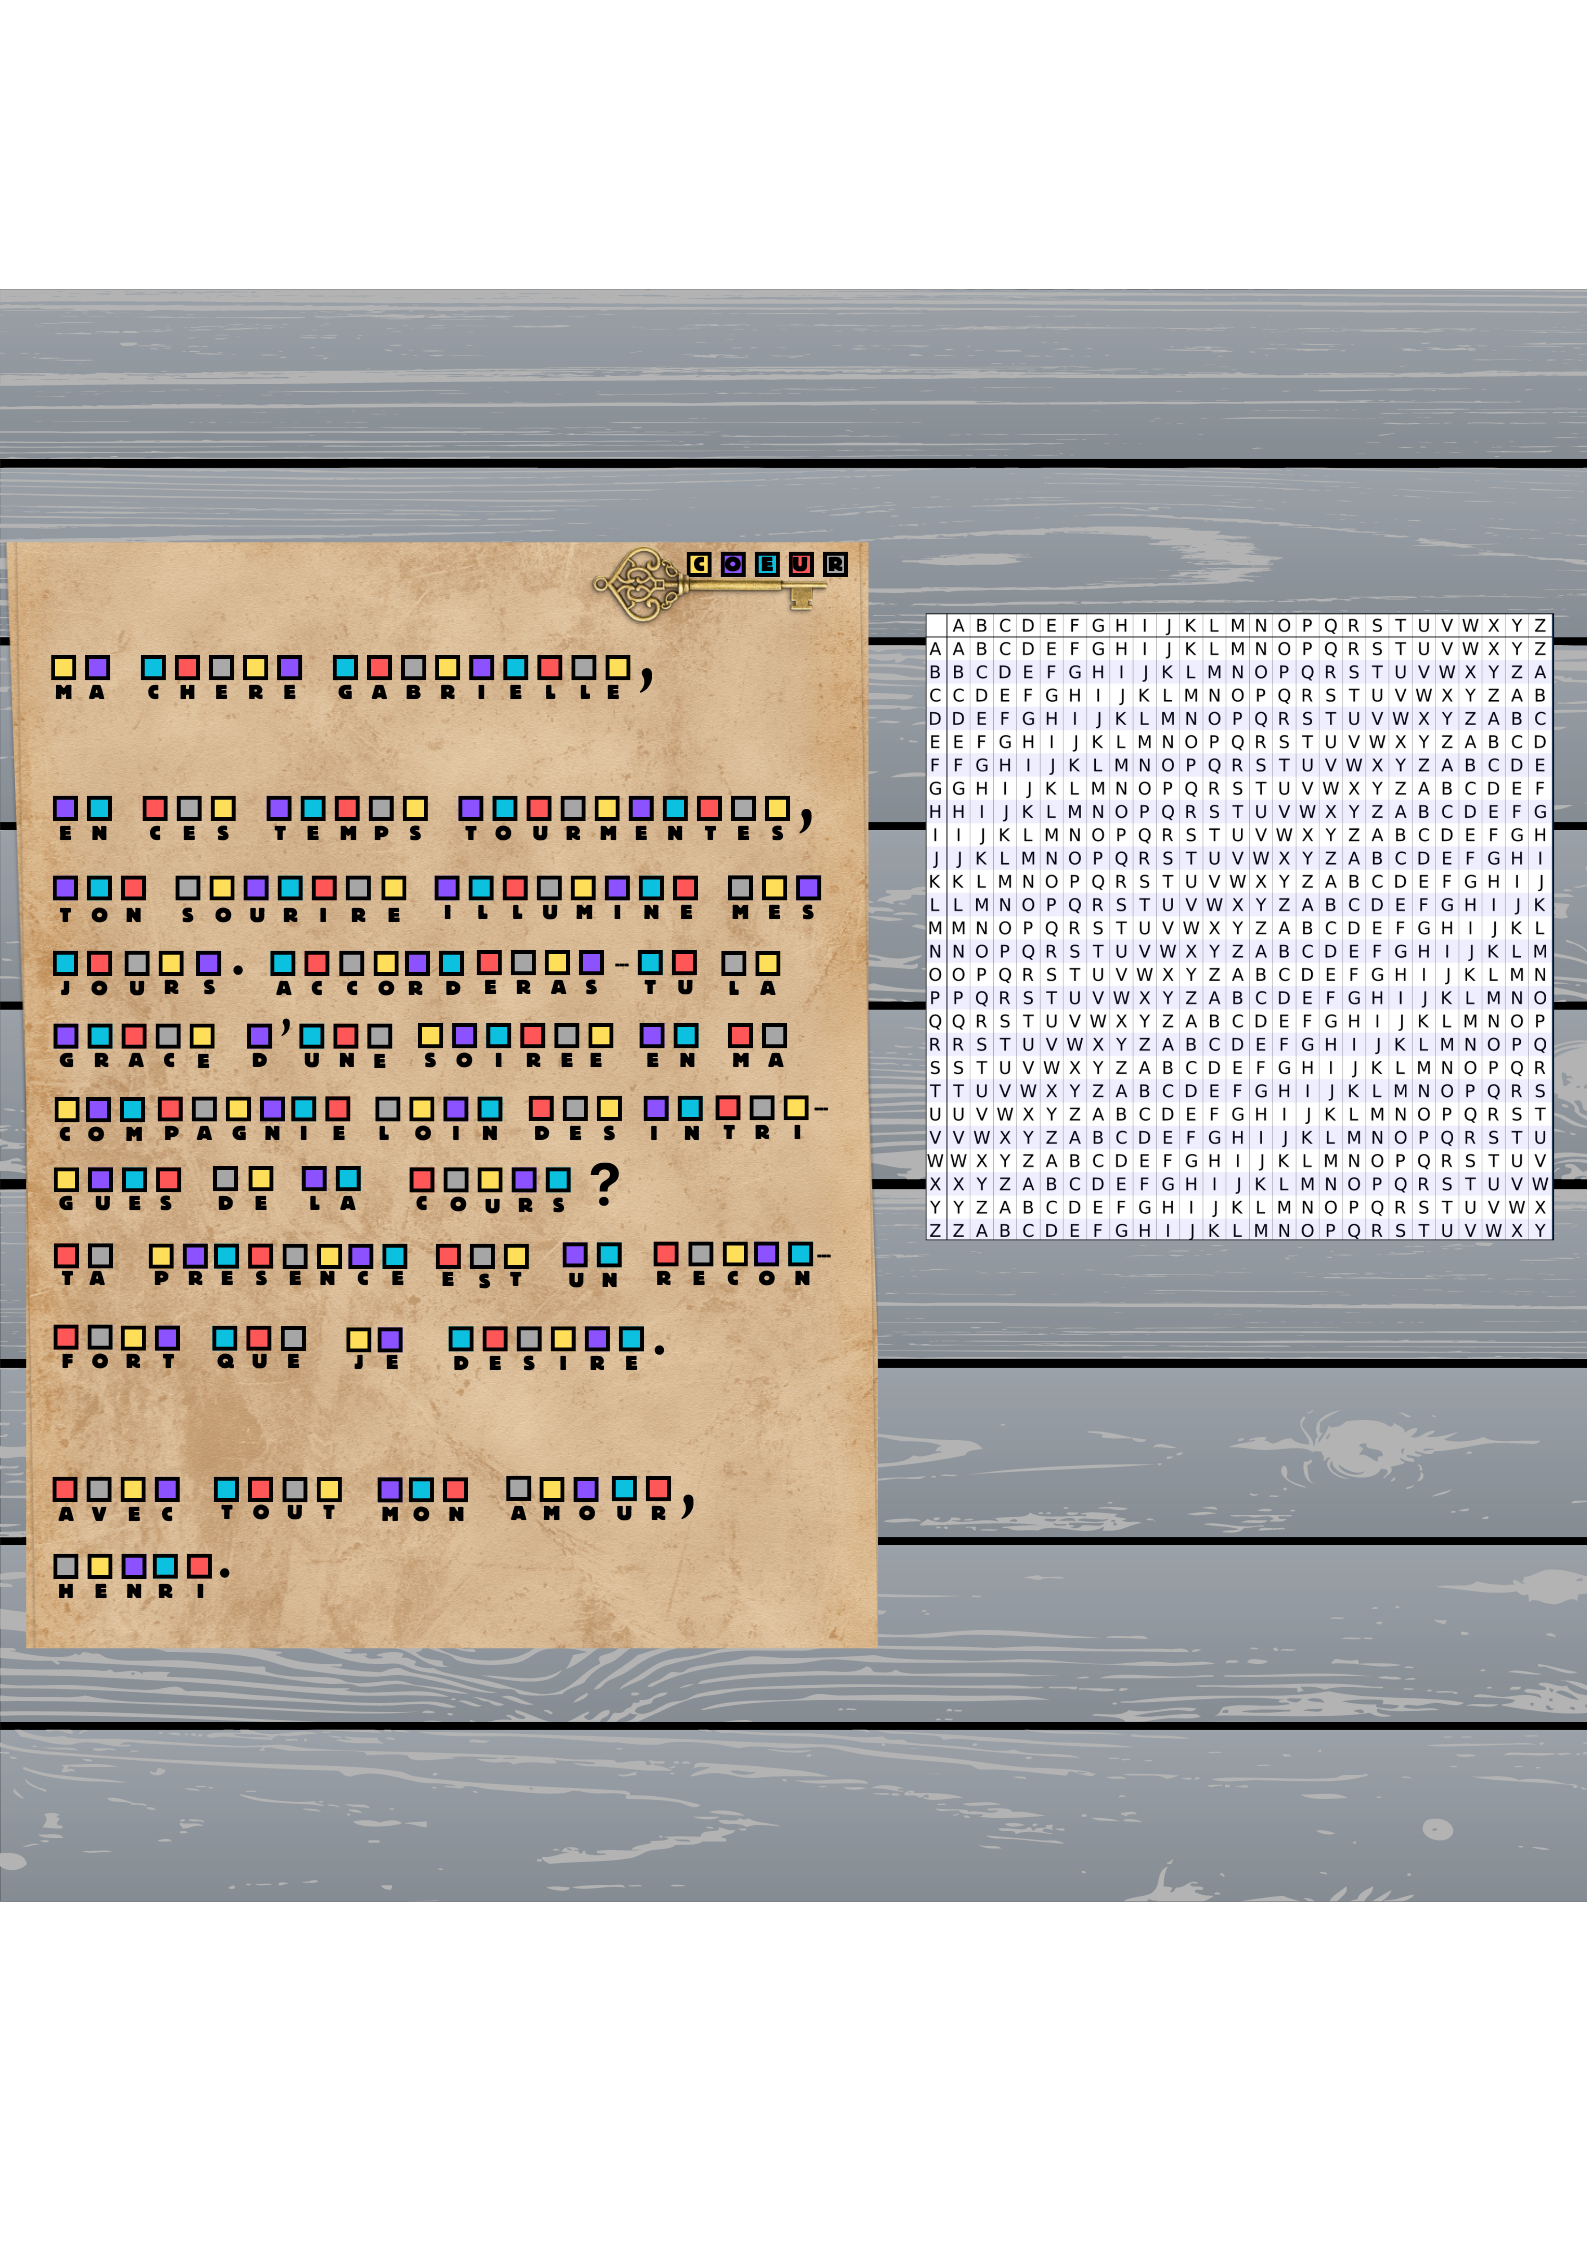 COEUR
MA CHERE GABRIELLE,
EN CES TEMPS TOURMENTES,
TON SOURIRE ILLUMINE MES
JOURS. ACCORDERAS-TU LA
GRACE D'UNE SOIREE EN MA
COMPAGNIE LOIN DES INTRI-
GUES DE LA COURS ?
TA PRESENCE EST UN RECON-
FORT QUE JE DESIRE.
AVEC TOUT MON AMOUR,
HENRI.
A B C D E F G H I J K L M N O P Q R S T U V W X Y Z
A A B C D E F G H I J K L M N O P Q R S T U V W X Y Z
B B C D E F G H I J K L M N O P Q R S T U V W X Y Z A
C C D E F G H I J K L M N O P Q R S T U V W X Y Z A B
D D E F G H I J K L M N O P Q R S T U V W X Y Z A B C
E E F G H I J K L M N O P Q R S T U V W X Y Z A B C D
F F G H I J K L M N O P Q R S T U V W X Y Z A B C D E
G G H I J K L M N O P Q R S T U V W X Y Z A B C D E F
H H I J K L M N O P Q R S T U V W X Y Z A B C D E F G
I I J K L M N O P Q R S T U V W X Y Z A B C D E F G H
J J K L M N O P Q R S T U V W X Y Z A B C D E F G H I
K K L M N O P Q R S T U V W X Y Z A B C D E F G H I J
L L M N O P Q R S T U V W X Y Z A B C D E F G H I J K
M M N O P Q R S T U V W X Y Z A B C D E F G H I J K L
N N O P Q R S T U V W X Y Z A B C D E F G H I J K L M
O O P Q R S T U V W X Y Z A B C D E F G H I J K L M N
P P Q R S T U V W X Y Z A B C D E F G H I J K L M N O
Q Q R S T U V W X Y Z A B C D E F G H I J K L M N O P
R R S T U V W X Y Z A B C D E F G H I J K L M N O P Q
S S T U V W X Y Z A B C D E F G H I J K L M N O P Q R
T T U V W X Y Z A B C D E F G H I J K L M N O P Q R S
U U V W X Y Z A B C D E F G H I J K L M N O P Q R S T
V V W X Y Z A B C D E F G H I J K L M N O P Q R S T U
W W X Y Z A B C D E F G H I J K L M N O P Q R S T U V
X X Y Z A B C D E F G H I J K L M N O P Q R S T U V W
Y Y Z A B C D E F G H I J K L M N O P Q R S T U V W X
Z Z A B C D E F G H I J K L M N O P Q R S T U V W X Y